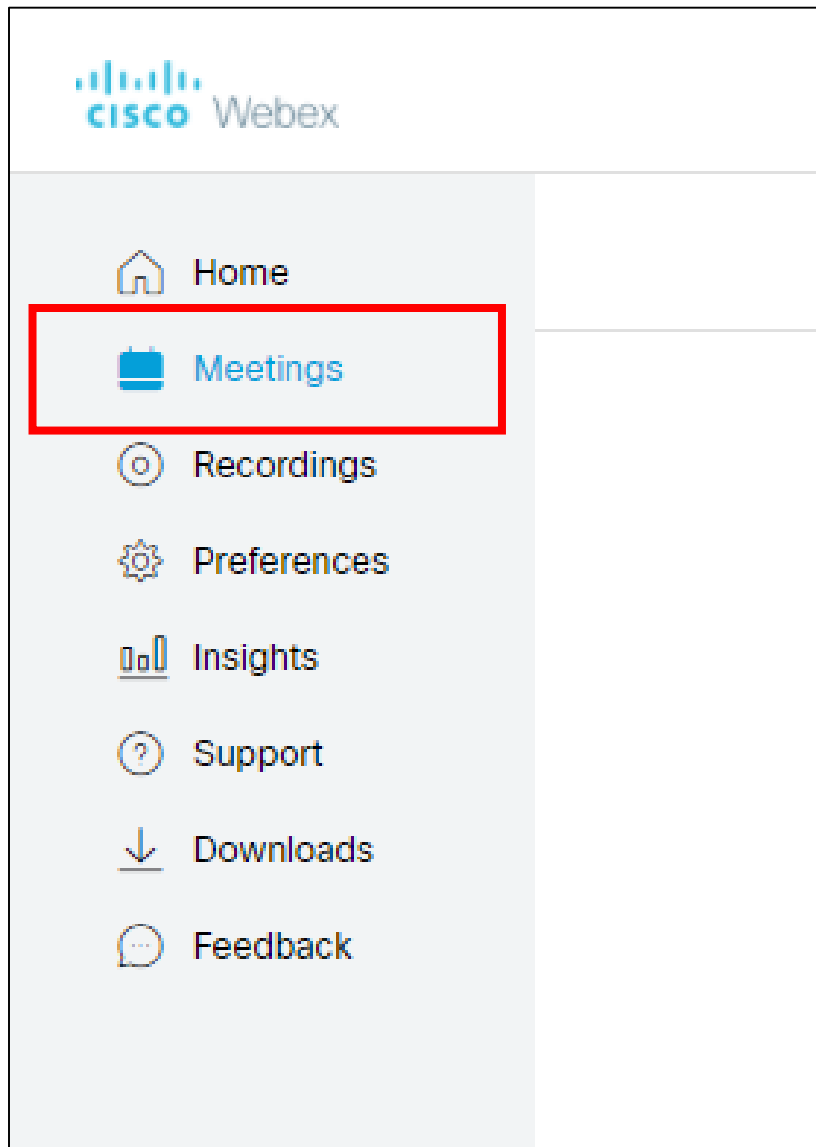 CISCO Webex
Home
Meetings
Recordings
Preferences
Insights
Support
Downloads
Feedback